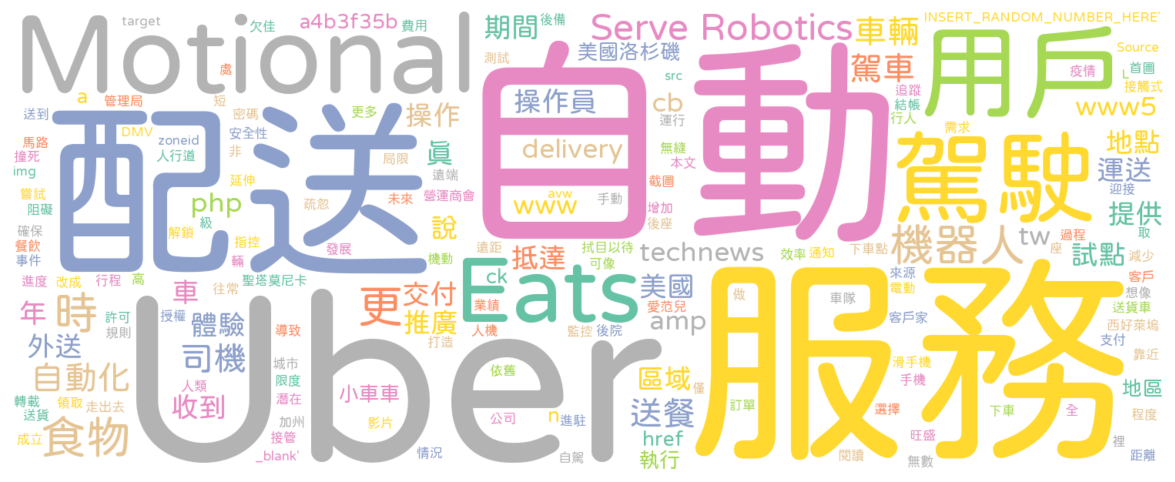 target
欠佳
a4b3f35b
費用
期間
後備
Serve Robotics
車輛
INSERT_RANDOM_NUMBER_HERE'
Motional
測試
美國洛杉磯
駕車
用戶
Source
疫情
L
首圖
接觸式
處
管理局
短
密碼
更多
操作
操作員
src
追蹤
結帳
行人
www5
a
送到
DMV
zoneid
安全性
非
cb
運行
需求
地點
馬路
撞死
人行道
局限
真
遠端
delivery
無縫
本文
駕駛
運送
迎接
img
嘗試
阻礙
延伸
php
級
解鎖
指控
疏忽
未來
營運商會
說
www
avw
手動
截圖
增加
後座
提供
取
確保
餐飲
事件
配送
自動
機器人
tw
座
過程
減少
輛
發展
機動
遠距
抵達
拭目以待
可像
technews
效率
通知
下車點
試點
進度
改成
行程
高
往常
聖塔莫尼卡
ck
Eats
美國
來源
電動
客戶
想像
年
時
許可
規則
車
授權
體驗
導致
更
交付
推廣
打造
業績
人機
愛范兒
amp
監控
後院
做
車隊
客戶家
送貨車
西好萊塢
支付
靠近
外送
司機
城市
自動化
人類
限度
潛在
小車車
依舊
區域
僅
滑手機
手機
地區
轉載
送貨
領取
走出去
收到
加州
影片
公司
n
進駐
送餐
訂單
選擇
下車
全
程度
成立
食物
接管
_blank'
情況
Uber
自駕
href
執行
服務
閱讀
旺盛
無數
裡
距離